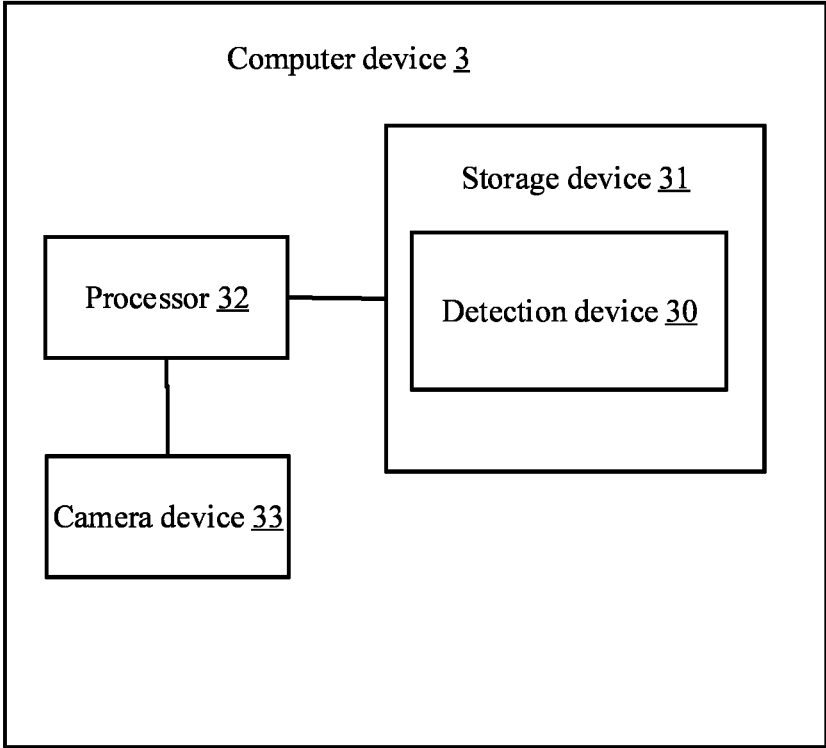 Computer device 3
Storage device 31
Processor 32
Detection device 30
Camera device 33